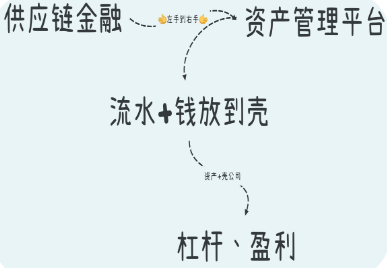 供应链金融
👍左手到右手👍
资产管理平台
流水+钱放到壳
资产+壳公司
杠杆、盈利